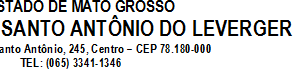 STADO DE MATO GROSSO
SANTO ANTÔNIO DO LEVERGER
anto Antônio, 245, Centro – CEP 78.180-000
TEL: (065) 3341-1346